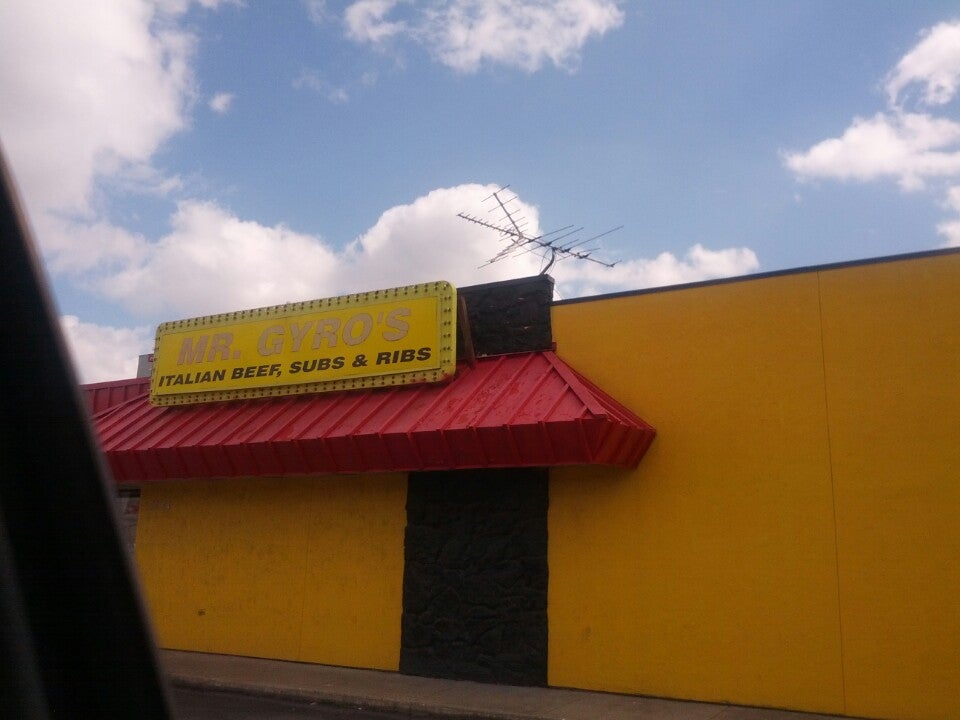 MR. GYRO'S
ITALIAN BEEF, SUBS & RIBS